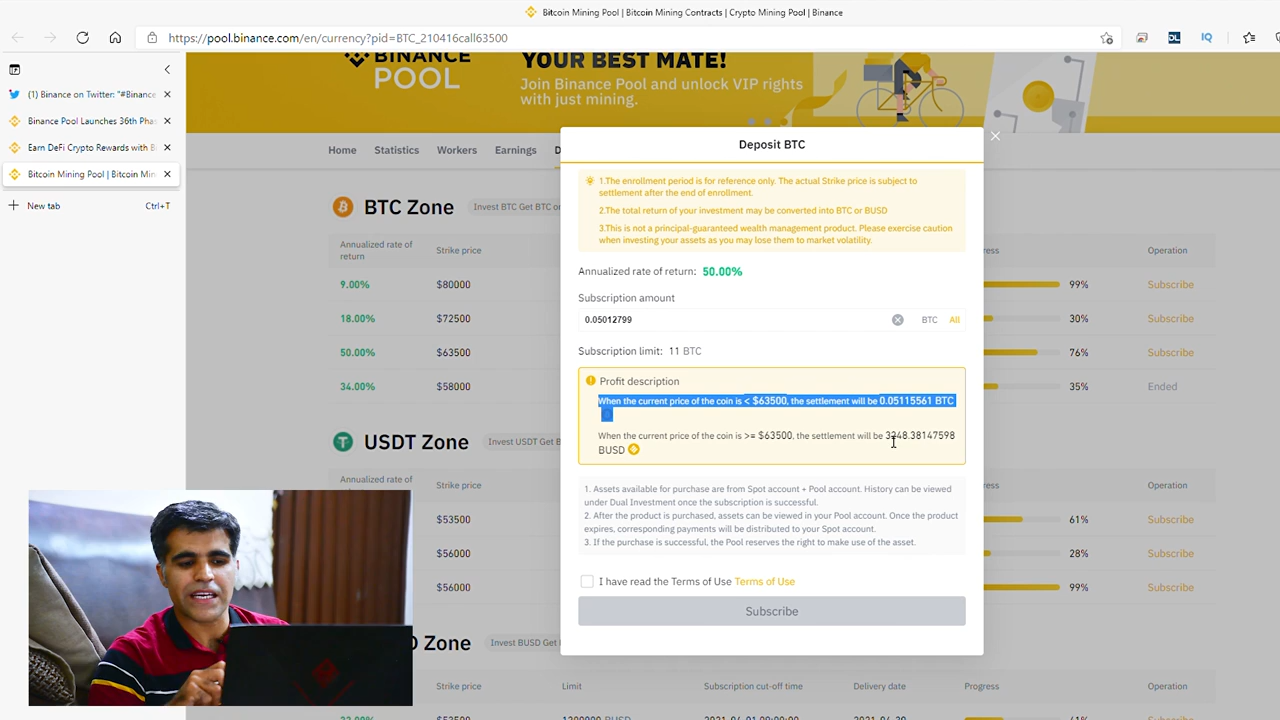 Bitcoin Mining Pool | Bitcoin Mining Contracts | Crypto Mining Pool | Binance
https://pool.binance.com/en/currency?pid=BTC_210416call63500
(1) Binance on Twitter: "#Binance
Binance Pool Launches 36th Pha
Earn DeFi Crypto Rewards with B
Bitcoin Mining Pool | Bitcoin Min
New tab Ctrl+T
BINANCE
POOL
YOUR BEST MATE!
Join Binance Pool and unlock VIP rights
with just mining.
Home Statistics Workers Earnings D
BTC Zone Invest BTC Get BTC or
Annualized rate of
return
Strike price
ress
Operation
9.00% $80000 99% Subscribe
18.00% $72500 30% Subscribe
50.00% $63500 76% Subscribe
34.00% $58000 35% Ended
USDT Zone Invest USDT Get B
Annualized rate of
Strike price
ress
Operation
$53500 61% Subscribe
$56000 28% Subscribe
$56000 99% Subscribe
D Zone Invest BUSD Get
Strike price Limit Subscription cut-off time Delivery date Progress Operation
Deposit BTC
1.The enrollment period is for reference only. The actual Strike price is subject to
settlement after the end of enrollment.
2.The total return of your investment may be converted into BTC or BUSD
3.This is not a principal-guaranteed wealth management product. Please exercise caution
when investing your assets as you may lose them to market volatility.
Annualized rate of return: 50.00%
Subscription amount
0.05012799 BTC All
Subscription limit: 11 BTC
Profit description
When the current price of the coin is < $63500, the settlement will be 0.05115561 BTC
When the current price of the coin is >= $63500, the settlement will be 3248.38147598
BUSD
1. Assets available for purchase are from Spot account + Pool account. History can be viewed
under Dual Investment once the subscription is successful.
2. After the product is purchased, assets can be viewed in your Pool account. Once the product
expires, corresponding payments will be distributed to your Spot account.
3. If the purchase is successful, the Pool reserves the right to make use of the asset.
I have read the Terms of Use Terms of Use
Subscribe